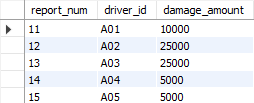 report_num driver_id damage_amount
11 A01 10000
12 A02 25000
13 A03 25000
14 A04 5000
15 A05 5000